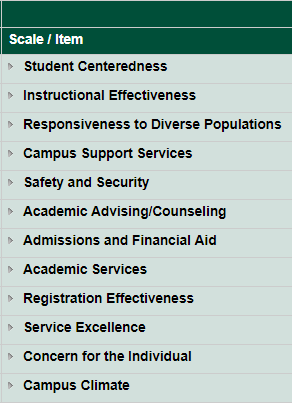 Scale / Item
Student Centeredness
Instructional Effectiveness
Responsiveness to Diverse Populations
Campus Support Services
Safety and Security
Academic Advising/Counseling
Admissions and Financial Aid
Academic Services
Registration Effectiveness
Service Excellence
Concern for the Individual
Campus Climate